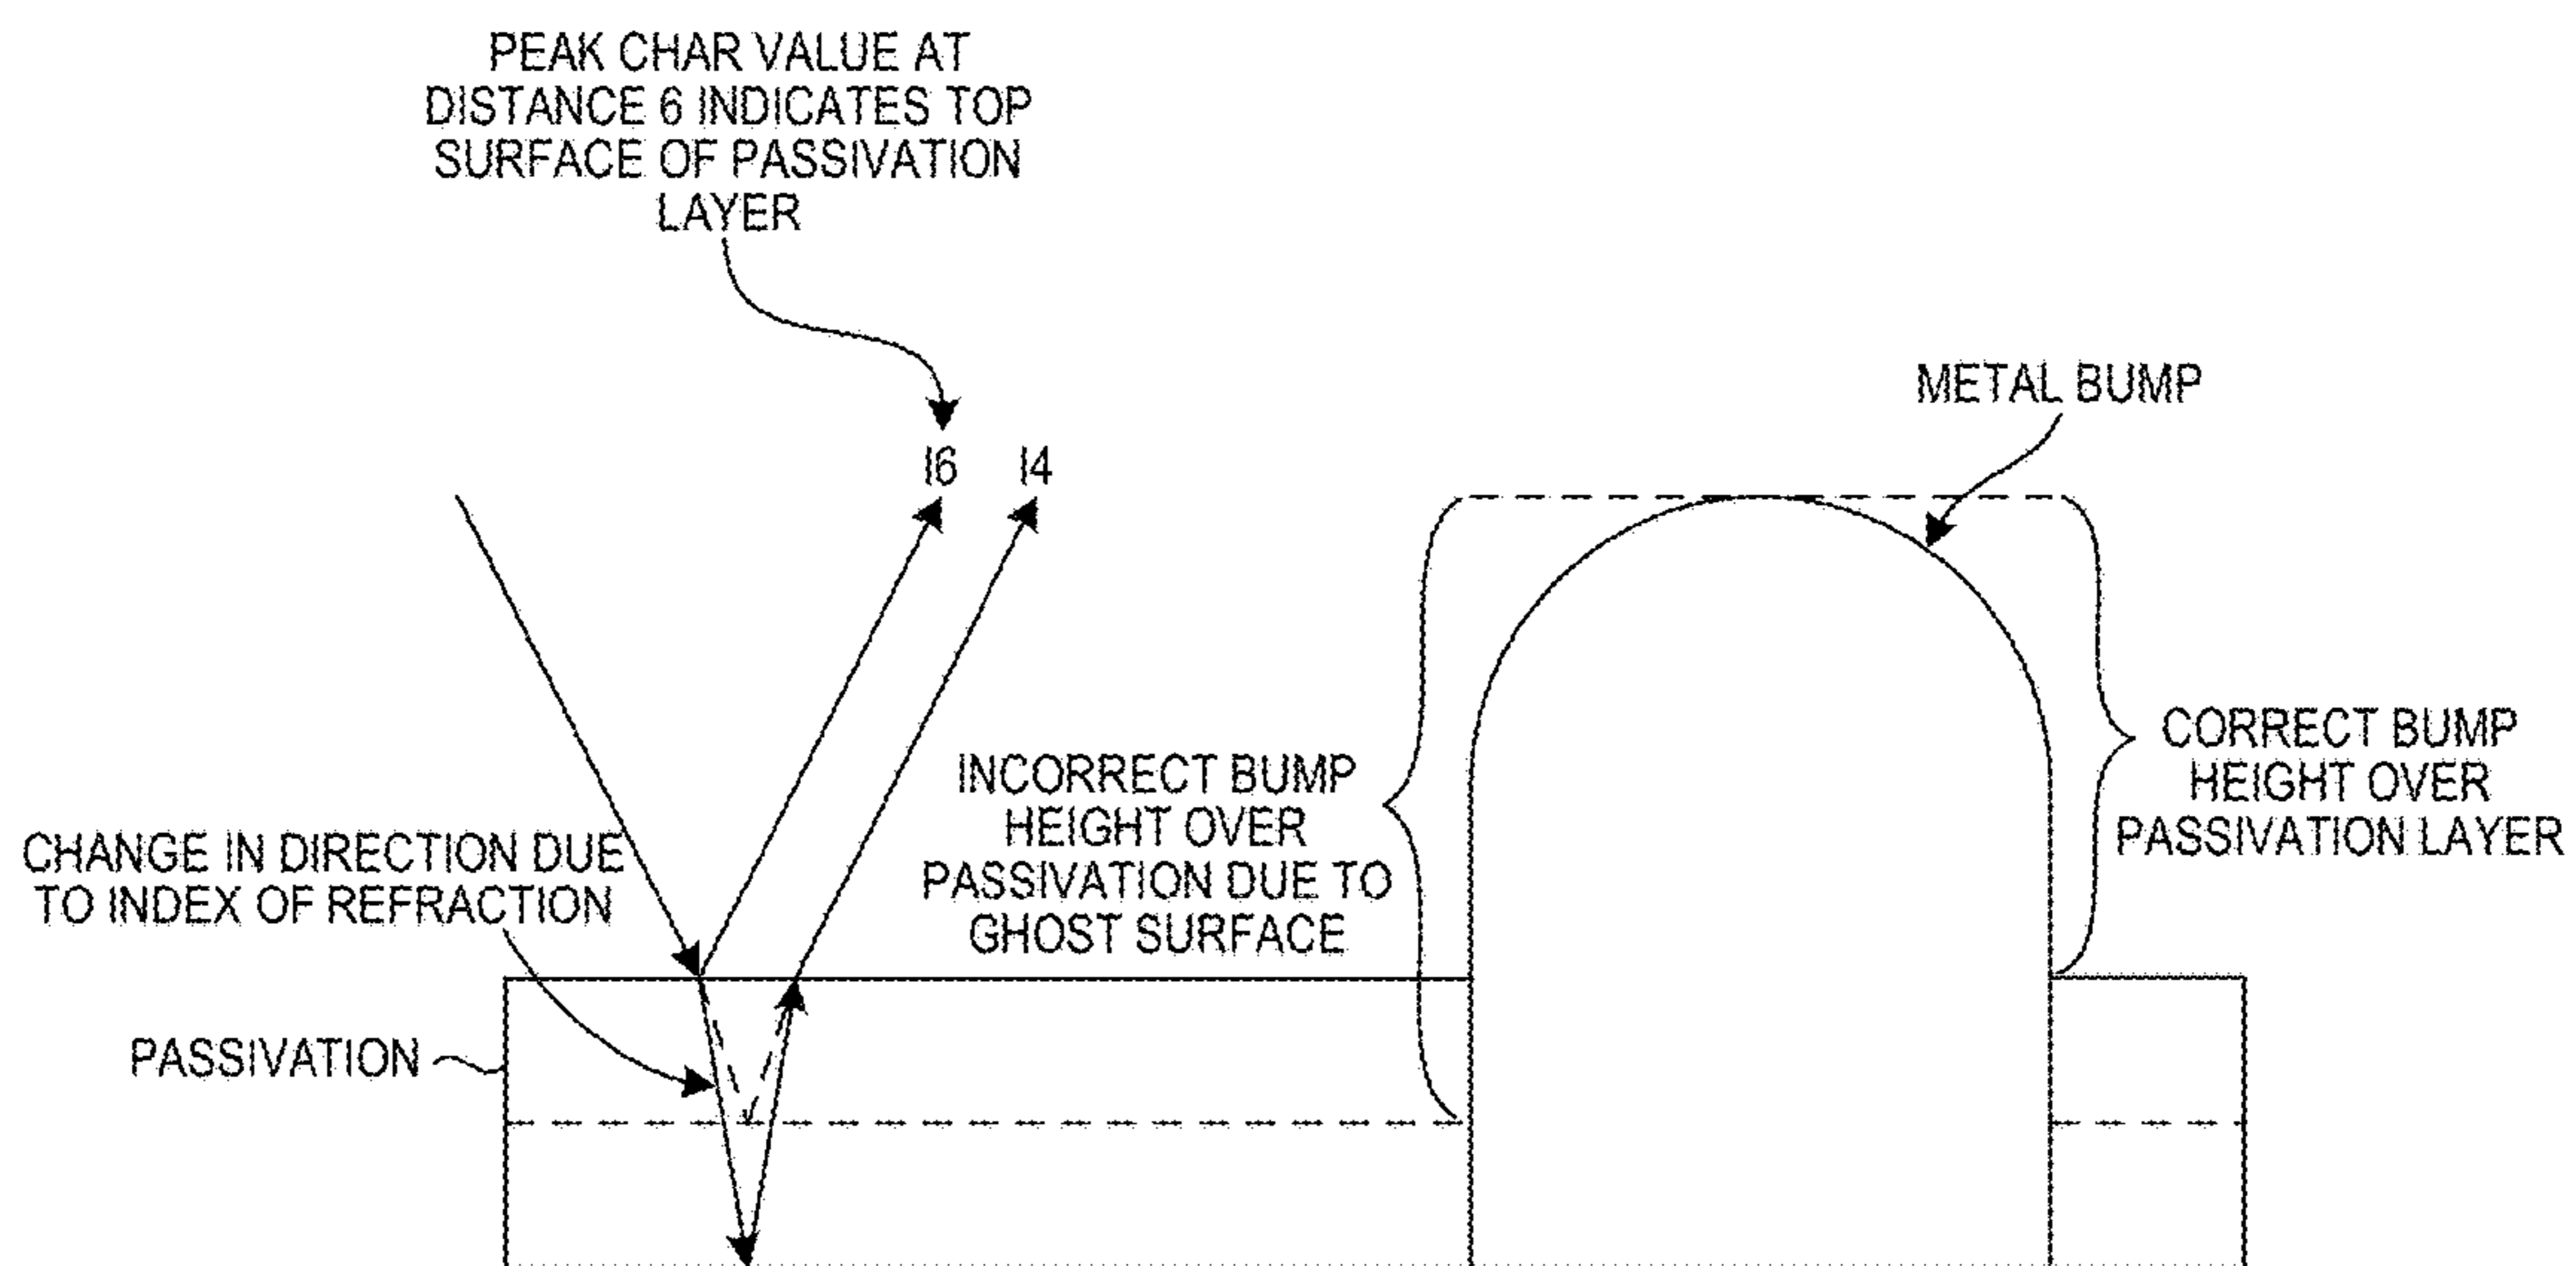 PEAK CHAR VALUE AT
DISTANCE 6 INDICATES TOP
SURFACE OF PASSIVATION
LAYER
METAL BUMP
I6
I4
CORRECT BUMP
HEIGHT OVER
PASSIVATION LAYER
INCORRECT BUMP
HEIGHT OVER
PASSIVATION DUE TO
GHOST SURFACE
CHANGE IN DIRECTION DUE
TO INDEX OF REFRACTION
PASSIVATION